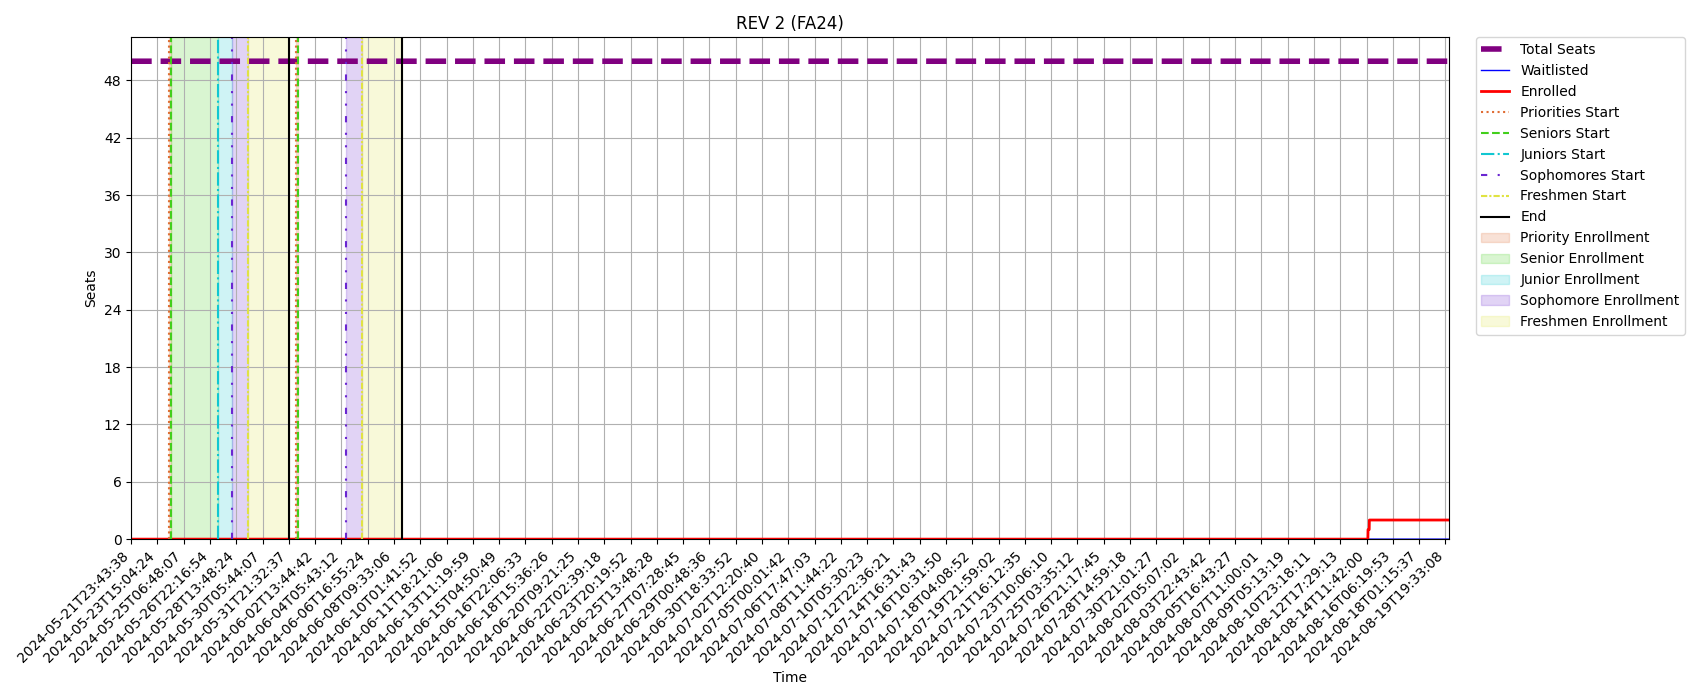 REV 2 (FA24)
Total Seats
Waitlisted
Enrolled
Priorities Start
Seniors Start
Juniors Start
Sophomores Start
Freshmen Start
End
Priority Enrollment
Senior Enrollment
Junior Enrollment
Sophomore Enrollment
Freshmen Enrollment
Seats
48
42
36
30
24
18
12
6
0
2024-05-21T23:43:38
2024-05-23T15:04:24
2024-05-25T06:48:07
2024-05-26T22:16:54
2024-05-28T13:48:24
2024-05-30T05:44:07
2024-05-31T21:32:37
2024-06-02T13:44:42
2024-06-04T05:43:12
2024-06-06T16:55:24
2024-06-08T09:33:06
2024-06-10T01:41:52
2024-06-11T18:21:06
2024-06-13T11:19:59
2024-06-15T04:50:49
2024-06-16T22:06:33
2024-06-18T15:36:26
2024-06-20T09:21:25
2024-06-22T02:39:18
2024-06-23T20:19:52
2024-06-25T13:48:28
2024-06-27T07:28:45
2024-06-29T00:48:36
2024-06-30T18:33:52
2024-07-02T12:20:40
2024-07-05T00:01:42
2024-07-06T17:47:03
2024-07-08T11:44:22
2024-07-10T05:30:23
2024-07-12T22:36:21
2024-07-14T16:31:43
2024-07-16T10:31:50
2024-07-18T04:08:52
2024-07-19T21:59:02
2024-07-21T16:12:35
2024-07-23T10:06:10
2024-07-25T03:35:12
2024-07-26T21:17:45
2024-07-28T14:59:18
2024-07-30T21:01:27
2024-08-02T05:07:02
2024-08-03T22:43:42
2024-08-05T16:43:27
2024-08-07T11:00:01
2024-08-09T05:13:19
2024-08-10T23:18:11
2024-08-12T17:29:13
2024-08-14T11:42:00
2024-08-16T06:19:53
2024-08-18T01:15:37
2024-08-19T19:33:08
Time